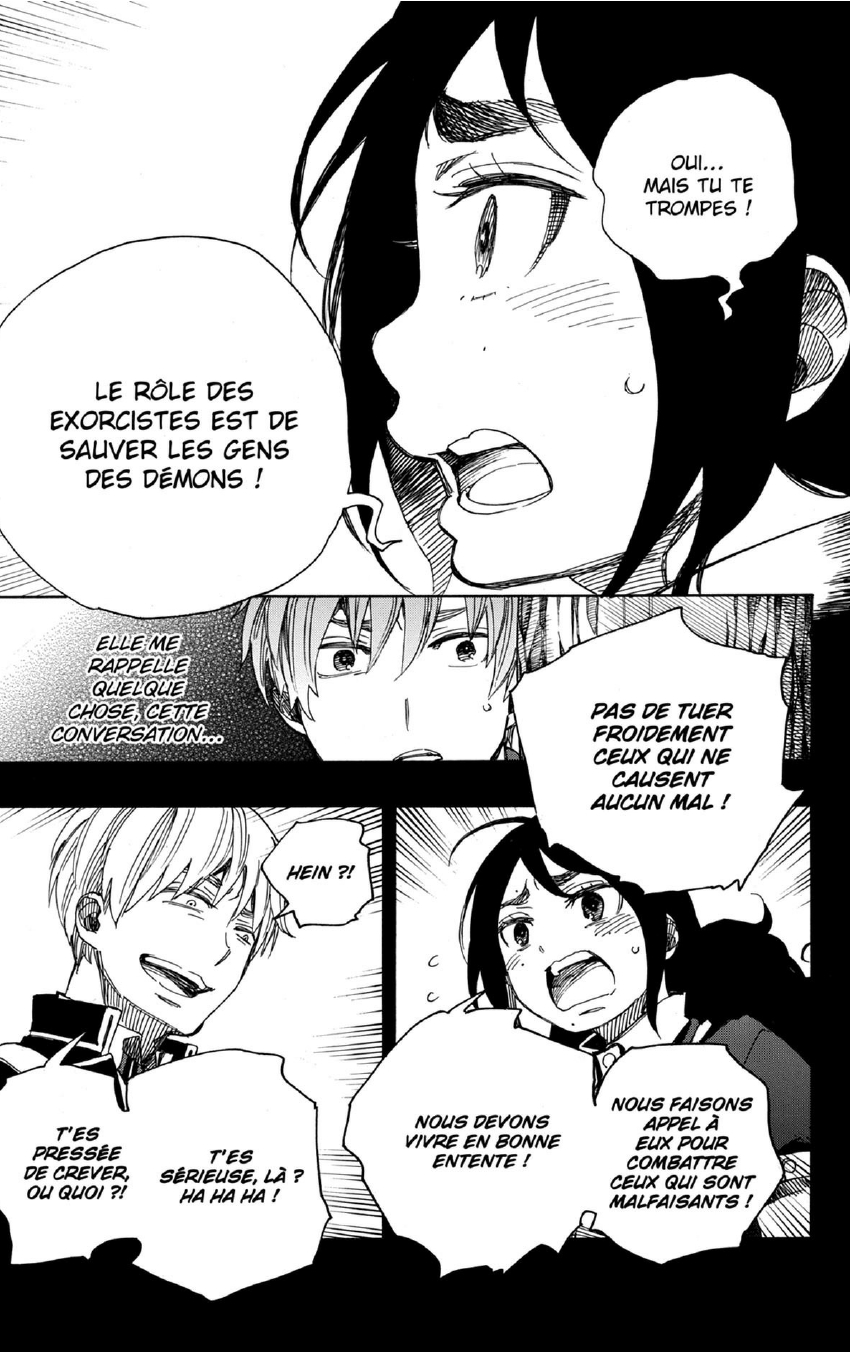 OUI...
MAIS TU TE
TROMPES !
LE RÔLE DES
EXORCISTES EST DE
SAUVER LES GENS
DES DÉMONS !
PAS DE TUER
FROIDEMENT
CEUX QUI NE
CAUSENT
AUCUN MAL !
ELLE ME
RAPPELLE
QUELQUE
CHOSE, CETTE
CONVERSATION...
NOUS FAISONS
APPEL À
EUX POUR
COMBATTRE
CEUX QUI SONT
MALFAISANTS !
NOUS DEVONS
VIVRE EN BONNE
ENTENTE !
HEIN ?!
T'ES
SÉRIEUSE, LÀ ?
HA HA HA !
T'ES
PRESSÉE
DE CREVER,
OU QUOI ?!